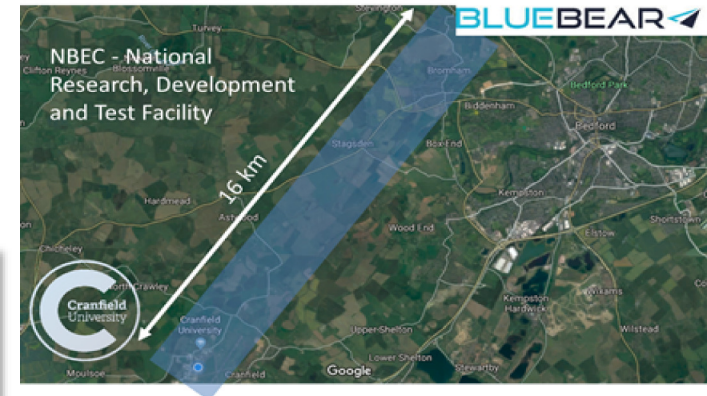 BLUEBEAR
Stevington
Turvey
NBEC - National
Research, Development
and Test Facility
Clifton Reynes
Blossomville
Bromham
Bedford Park
Biddenham
Bedford
Stagsden
Box End
16 km
Kempston
Hardmead
Astwood
Shortstown
Wood End
Elstow
Chicheley
North Crawley
Cranfield
University
Kempston
Hardwick
Wixams
Cranfield
University
Upper Shelton
Wilstead
Lower Shelton
Moulsoe
Cranfield
Google
Stewartby